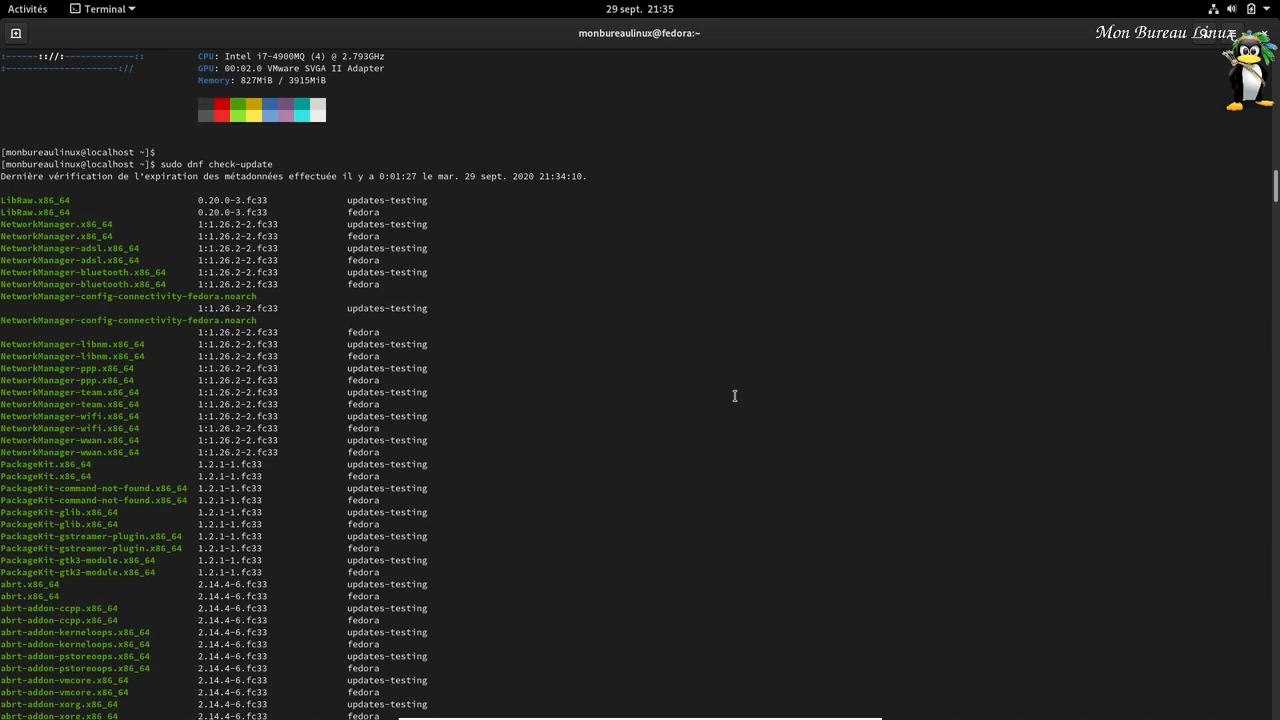 Activités Terminal 29 sept. 21:35
monbureaulinux@fedora:~ Mon Bureau Linux
:------:://:-------------:: CPU: Intel i7-4900MQ (4) @ 2.793GHz
:---------------------:// GPU: 00:02.0 VMware SVGA II Adapter
Memory: 827MiB / 3915MiB
[monbureaulinux@localhost ~]$
[monbureaulinux@localhost ~]$ sudo dnf check-update
Dernière vérification de l'expiration des métadonnées effectuée il y a 0:01:27 le mar. 29 sept. 2020 21:34:10.
LibRaw.x86_64 0.20.0-3.fc33 updates-testing
LibRaw.x86_64 0.20.0-3.fc33 fedora
NetworkManager.x86_64 1:1.26.2-2.fc33 updates-testing
NetworkManager.x86_64 1:1.26.2-2.fc33 fedora
NetworkManager-adsl.x86_64 1:1.26.2-2.fc33 updates-testing
NetworkManager-adsl.x86_64 1:1.26.2-2.fc33 fedora
NetworkManager-bluetooth.x86_64 1:1.26.2-2.fc33 updates-testing
NetworkManager-bluetooth.x86_64 1:1.26.2-2.fc33 fedora
NetworkManager-config-connectivity-fedora.noarch
1:1.26.2-2.fc33 updates-testing
NetworkManager-config-connectivity-fedora.noarch
1:1.26.2-2.fc33 fedora
NetworkManager-libnm.x86_64 1:1.26.2-2.fc33 updates-testing
NetworkManager-libnm.x86_64 1:1.26.2-2.fc33 fedora
NetworkManager-ppp.x86_64 1:1.26.2-2.fc33 updates-testing
NetworkManager-ppp.x86_64 1:1.26.2-2.fc33 fedora
NetworkManager-team.x86_64 1:1.26.2-2.fc33 updates-testing
NetworkManager-team.x86_64 1:1.26.2-2.fc33 fedora
NetworkManager-wifi.x86_64 1:1.26.2-2.fc33 updates-testing
NetworkManager-wifi.x86_64 1:1.26.2-2.fc33 fedora
NetworkManager-wwan.x86_64 1:1.26.2-2.fc33 updates-testing
NetworkManager-wwan.x86_64 1:1.26.2-2.fc33 fedora
PackageKit.x86_64 1.2.1-1.fc33 updates-testing
PackageKit.x86_64 1.2.1-1.fc33 fedora
PackageKit-command-not-found.x86_64 1.2.1-1.fc33 updates-testing
PackageKit-command-not-found.x86_64 1.2.1-1.fc33 fedora
PackageKit-glib.x86_64 1.2.1-1.fc33 updates-testing
PackageKit-glib.x86_64 1.2.1-1.fc33 fedora
PackageKit-gstreamer-plugin.x86_64 1.2.1-1.fc33 updates-testing
PackageKit-gstreamer-plugin.x86_64 1.2.1-1.fc33 fedora
PackageKit-gtk3-module.x86_64 1.2.1-1.fc33 updates-testing
PackageKit-gtk3-module.x86_64 1.2.1-1.fc33 fedora
abrt.x86_64 2.14.4-6.fc33 updates-testing
abrt.x86_64 2.14.4-6.fc33 fedora
abrt-addon-ccpp.x86_64 2.14.4-6.fc33 updates-testing
abrt-addon-ccpp.x86_64 2.14.4-6.fc33 fedora
abrt-addon-kerneloops.x86_64 2.14.4-6.fc33 updates-testing
abrt-addon-kerneloops.x86_64 2.14.4-6.fc33 fedora
abrt-addon-pstoreoops.x86_64 2.14.4-6.fc33 updates-testing
abrt-addon-pstoreoops.x86_64 2.14.4-6.fc33 fedora
abrt-addon-vmcore.x86_64 2.14.4-6.fc33 updates-testing
abrt-addon-vmcore.x86_64 2.14.4-6.fc33 fedora
abrt-addon-xorg.x86_64 2.14.4-6.fc33 updates-testing
abrt-addon-xorg.x86_64 2.14.4-6.fc33 fedora